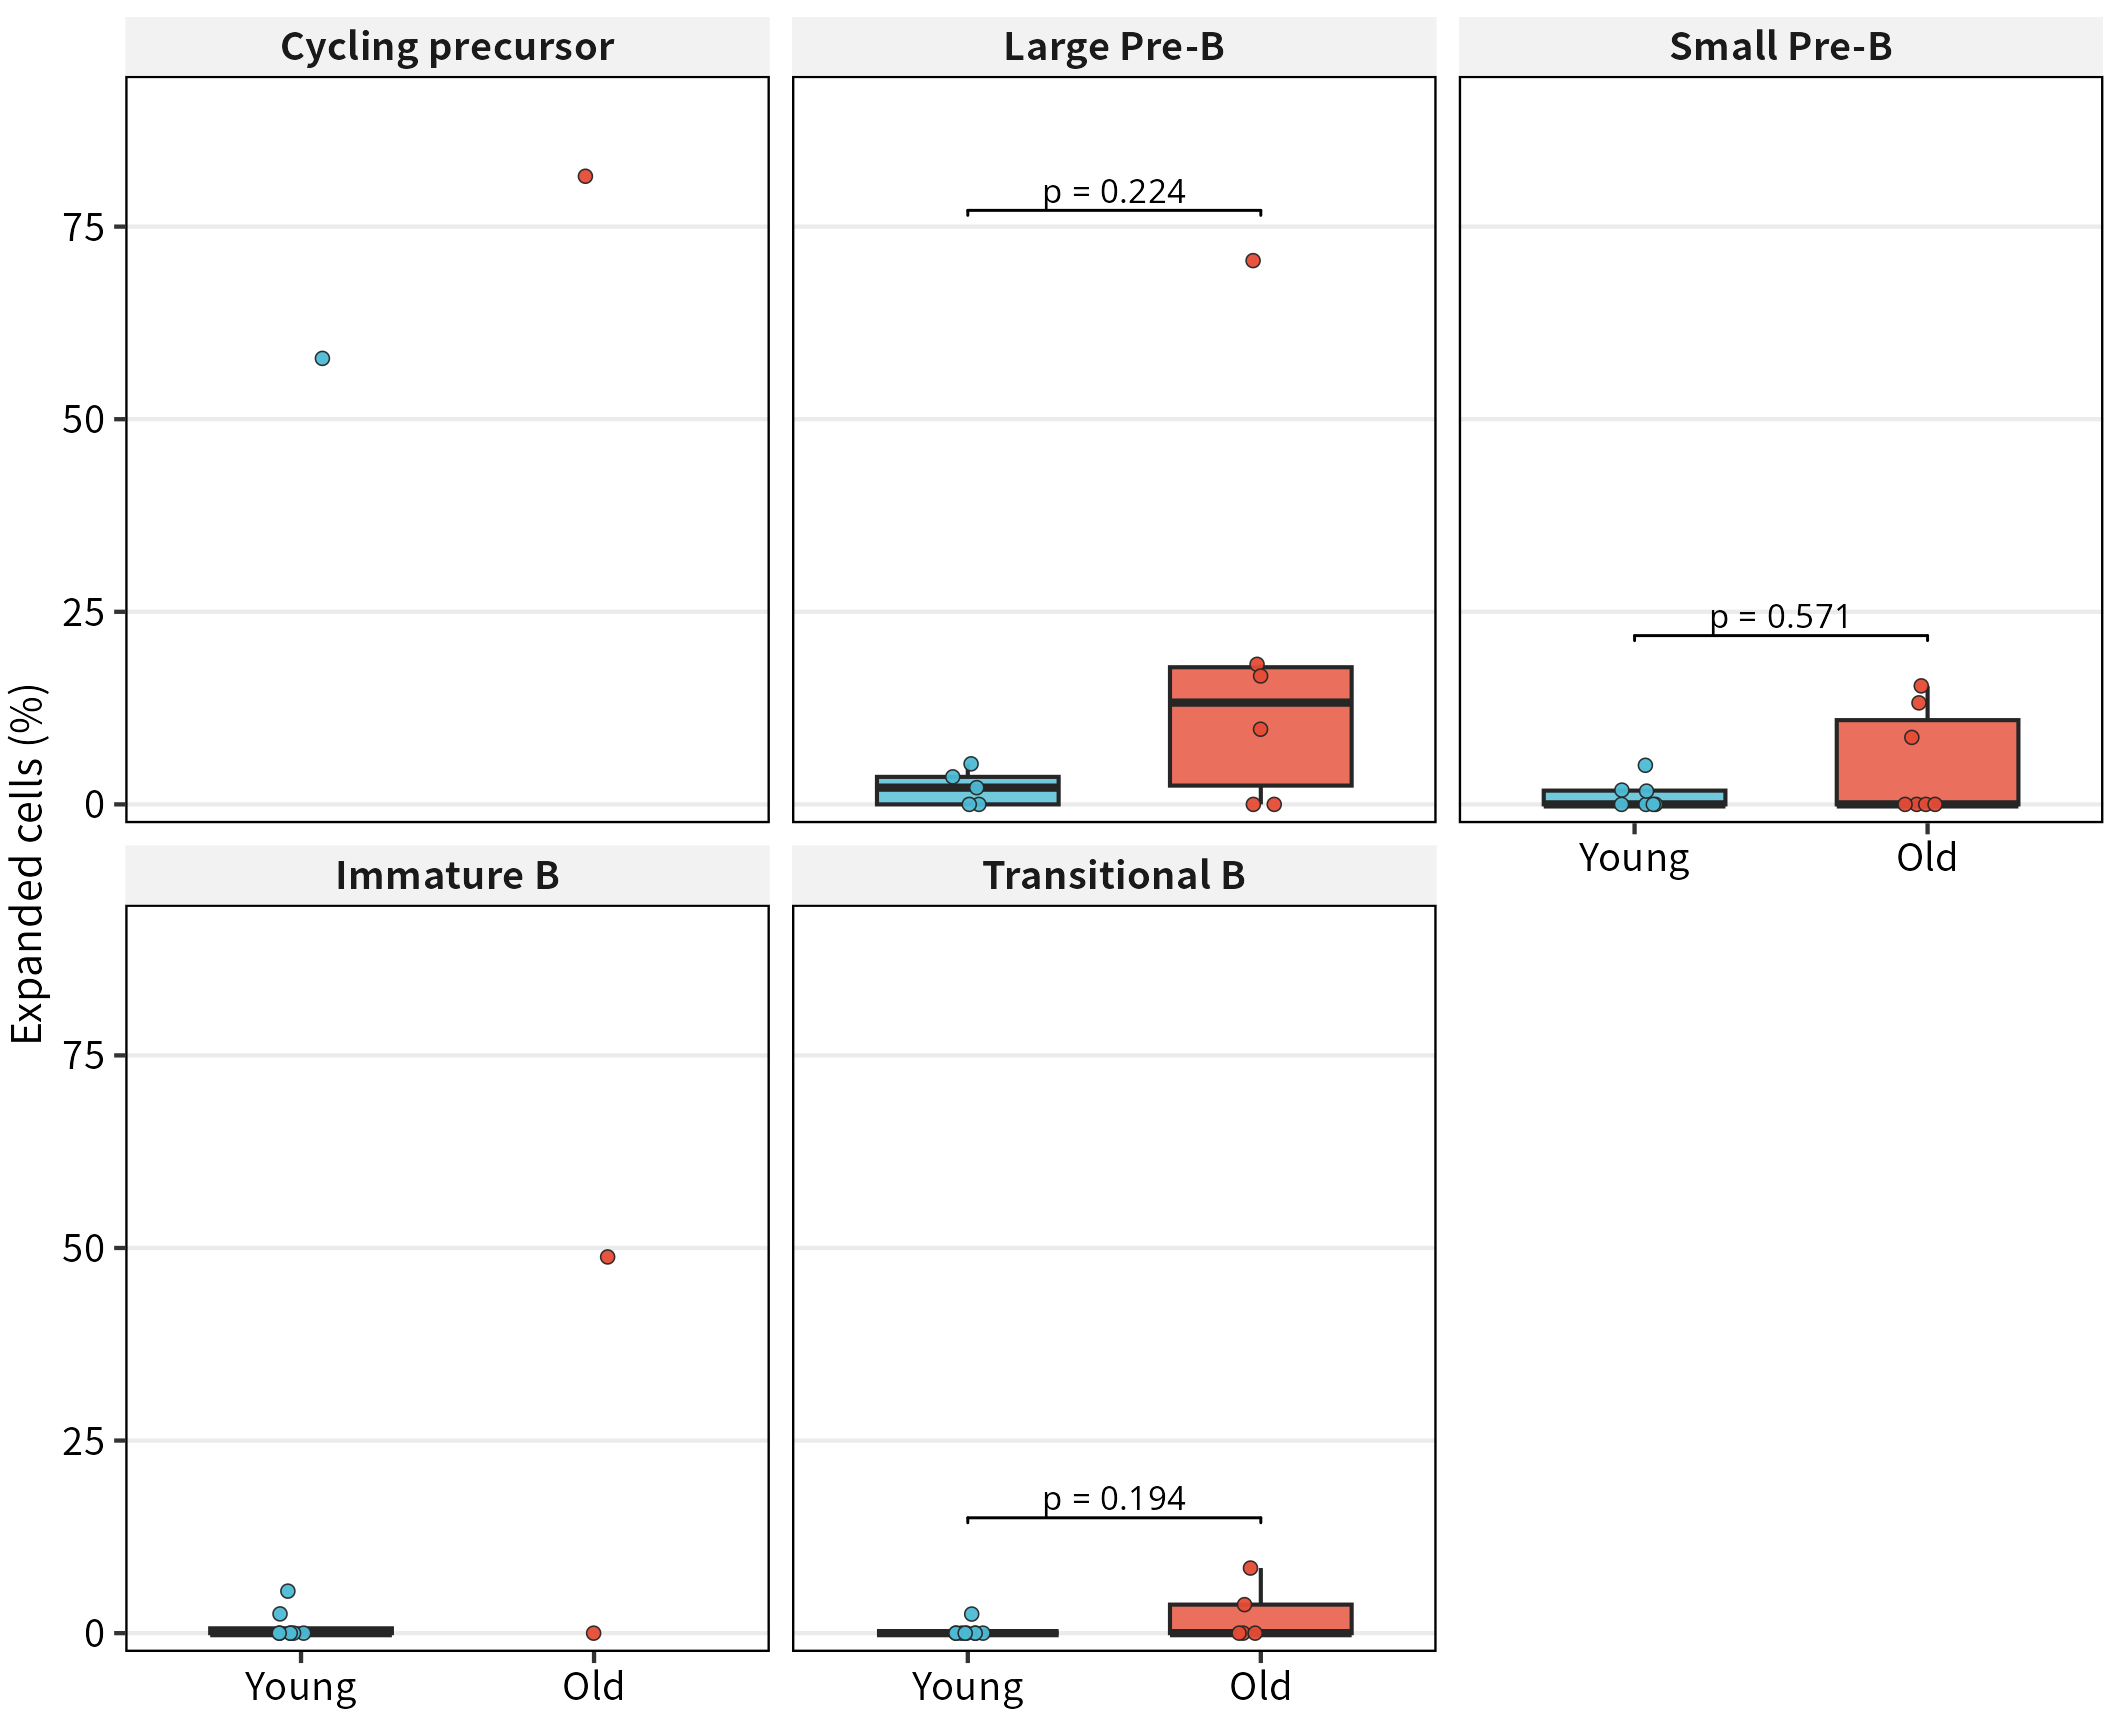 Cycling precursor
Large Pre-B
Small Pre-B
Expanded cells (%)
75
50
25
0
p = 0.224
p = 0.571
Young
Old
Immature B
Transitional B
75
50
25
0
p = 0.194
Young
Old
Young
Old